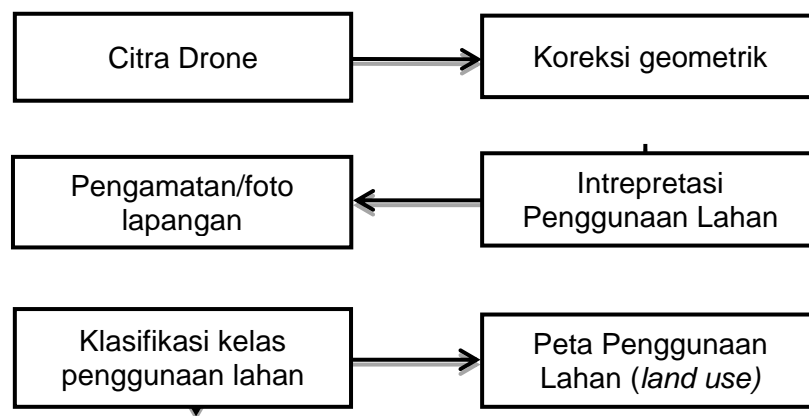 Citra Drone
Koreksi geometrik
Pengamatan/foto
lapangan
Intrepretasi
Penggunaan Lahan
Klasifikasi kelas
penggunaan lahan
Peta Penggunaan
Lahan (land use)